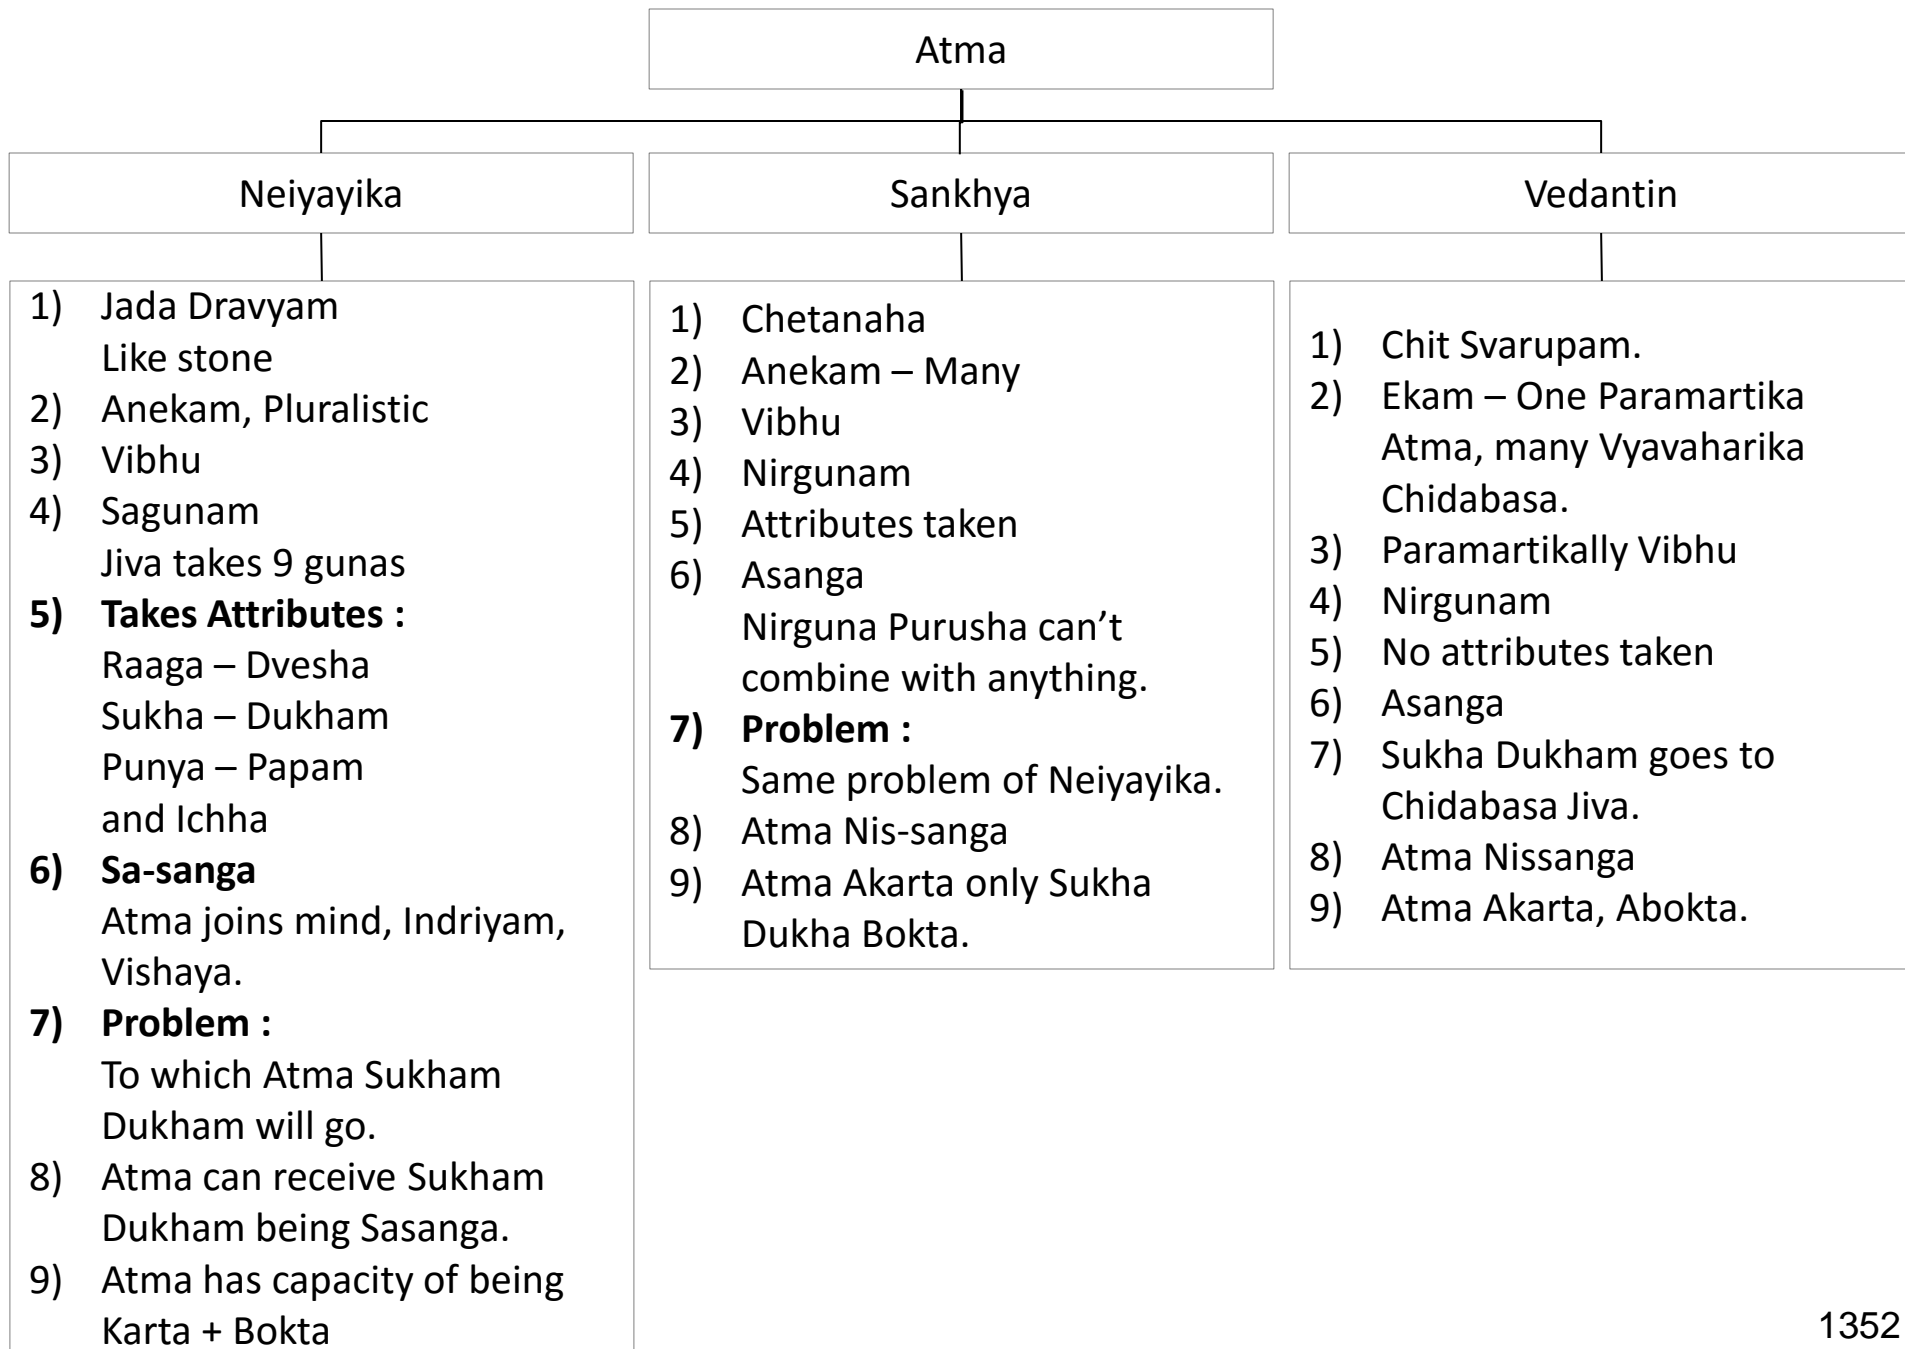 Atma
Neiyayika
Sankhya
Vedantin
1) Jada Dravyam
Like stone
2) Anekam, Pluralistic
3) Vibhu
4) Sagunam
Jiva takes 9 gunas
5) Takes Attributes :
Raaga – Dvesha
Sukha – Dukham
Punya – Papam
and Ichha
6) Sa-sanga
Atma joins mind, Indriyam,
Vishaya.
7) Problem :
To which Atma Sukham
Dukham will go.
8) Atma can receive Sukham
Dukham being Sasanga.
9) Atma has capacity of being
Karta + Bokta
1) Chetanaha
2) Anekam – Many
3) Vibhu
4) Nirgunam
5) Attributes taken
6) Asanga
Nirguna Purusha can’t
combine with anything.
7) Problem :
Same problem of Neiyayika.
8) Atma Nis-sanga
9) Atma Akarta only Sukha
Dukha Bokta.
1) Chit Svarupam.
2) Ekam – One Paramartika
Atma, many Vyavaharika
Chidabasa.
3) Paramartikally Vibhu
4) Nirgunam
5) No attributes taken
6) Asanga
7) Sukha Dukham goes to
Chidabasa Jiva.
8) Atma Nissanga
9) Atma Akarta, Abokta.
1352